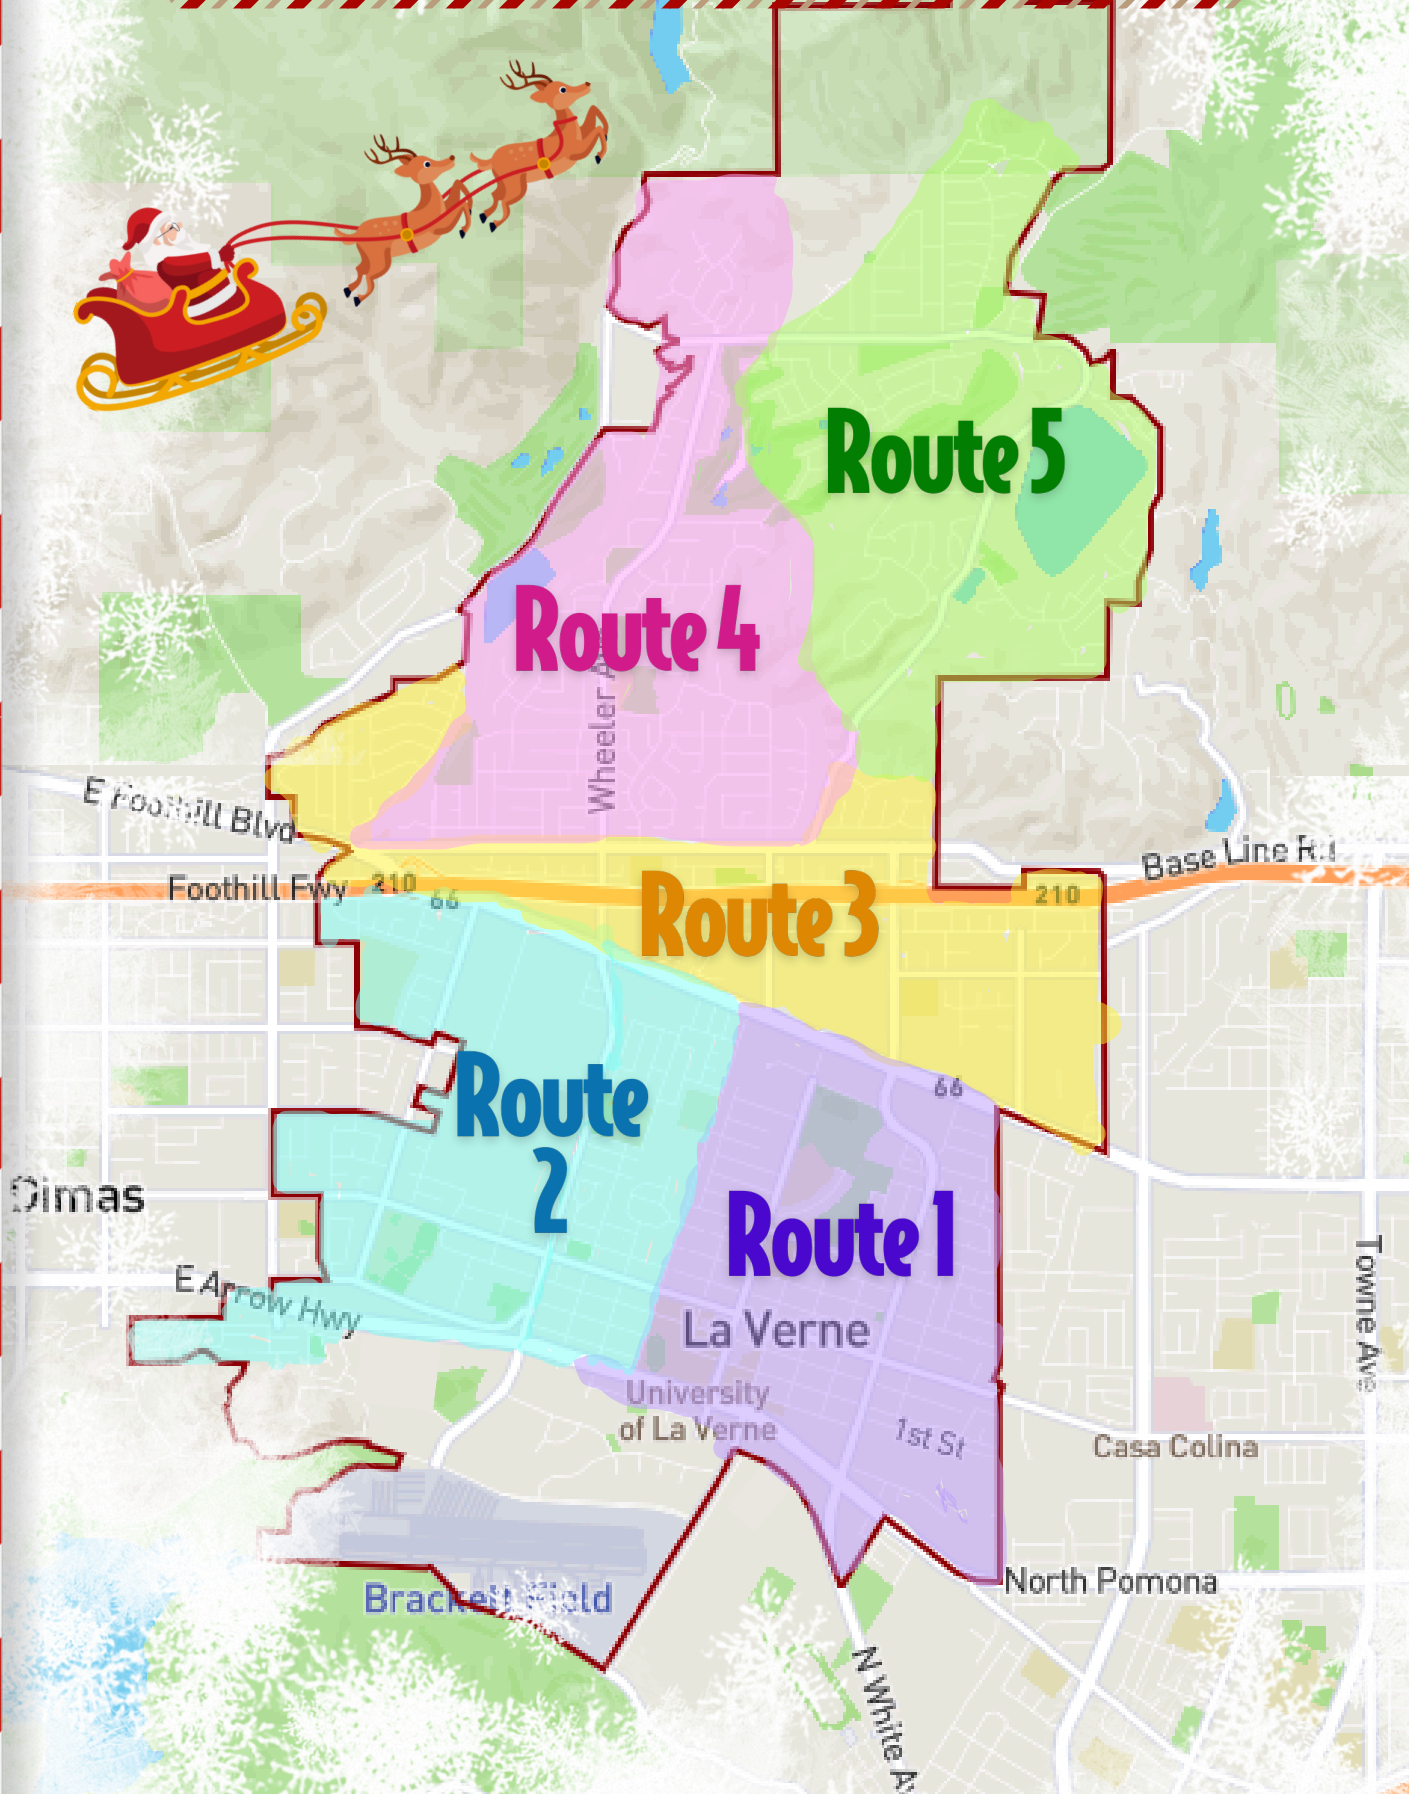 Route 5
Route 4
Wheeler
E Foothill Blvd
Base Line Rd
Foothill Fwy
210
66
210
Route 3
66
Route
2
Route 1
Dimas
E Arrow Hwy
La Verne
Towne Ave
University
of La Verne
1st St
Casa Colina
North Pomona
Brackett Field
N White